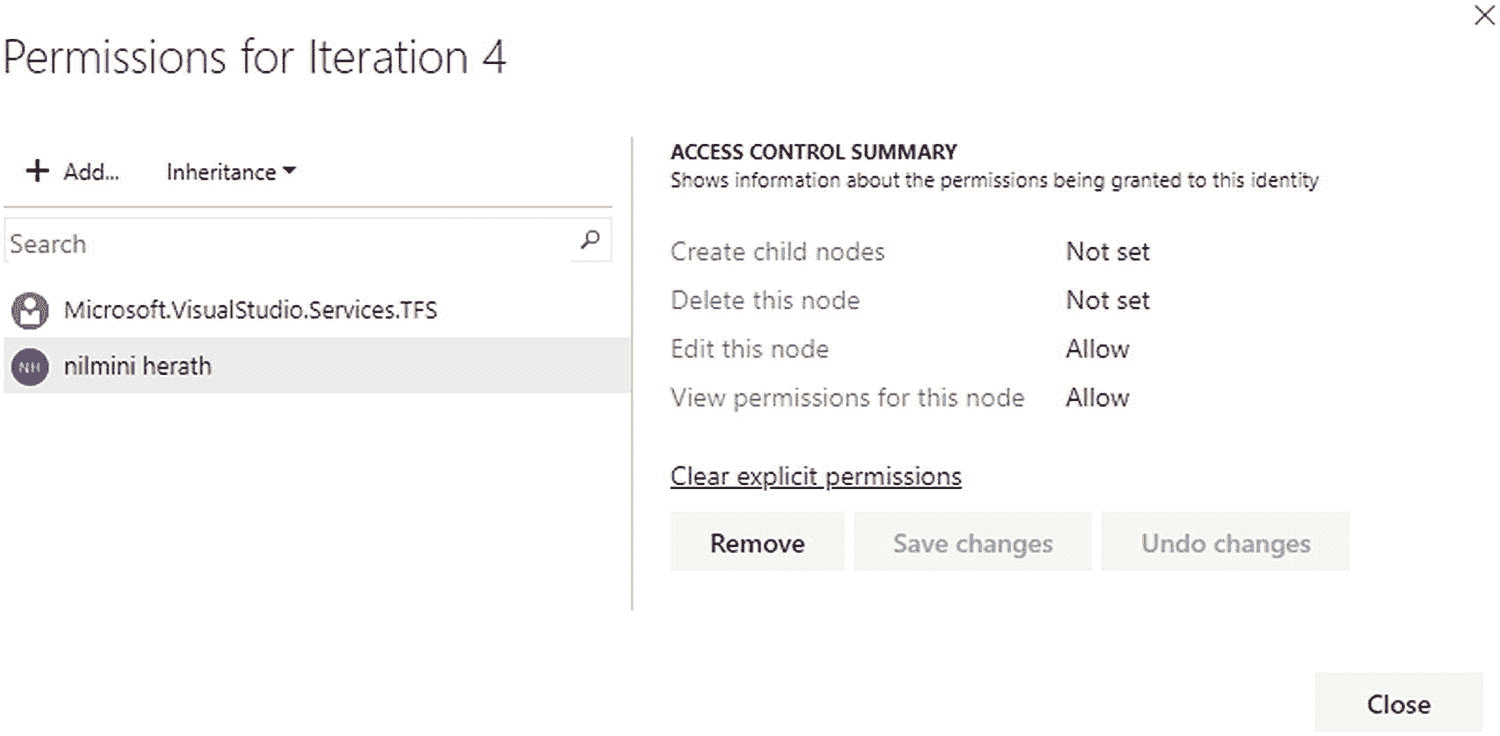 Permissions for Iteration 4
+ Add... Inheritance
Search
Microsoft.VisualStudio.Services.TFS
NH nilmini herath
ACCESS CONTROL SUMMARY
Shows information about the permissions being granted to this identity
Create child nodes Not set
Delete this node Not set
Edit this node Allow
View permissions for this node Allow
Clear explicit permissions
Remove Save changes Undo changes
Close